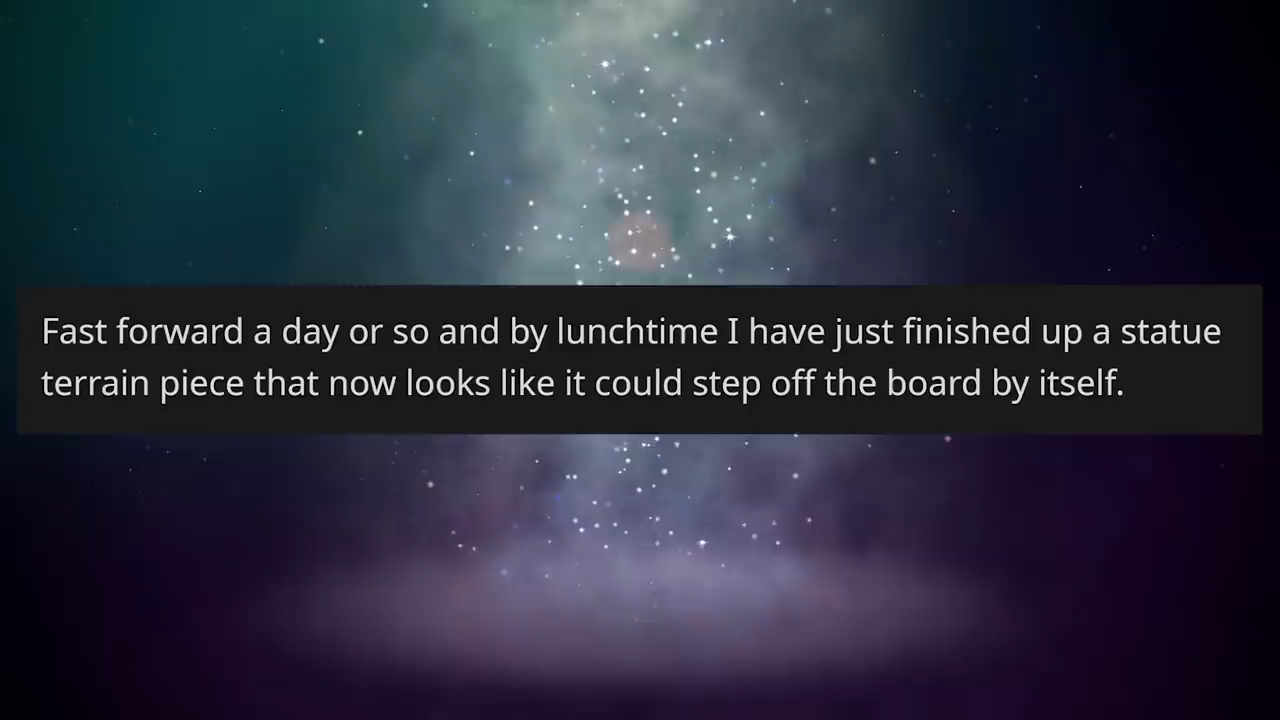 Fast forward a day or so and by lunchtime I have just finished up a statue
terrain piece that now looks like it could step off the board by itself.